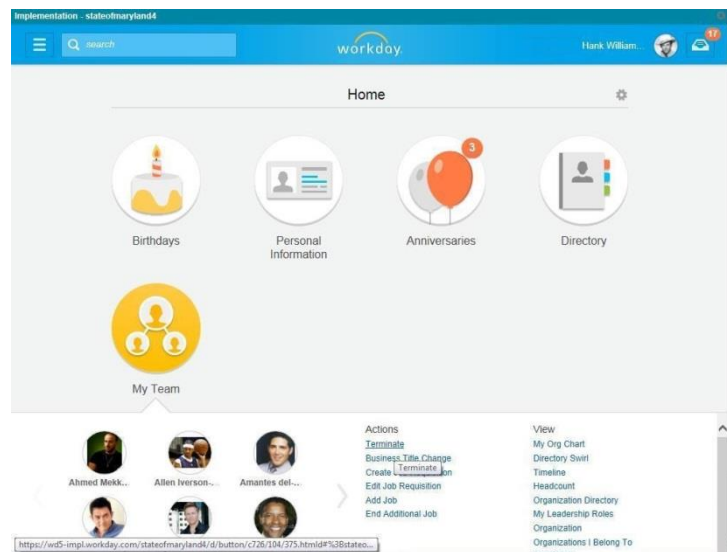 Implementation - stateofmaryland4
search
workday.
Hank William...
17
Home
Birthdays
Personal
Information
3
Anniversaries
Directory
My Team
Ahmed Mekk...
Allen Iverson-...
Amantes del-...
Actions
Terminate
Business Title Change
Terminate
Edit Job Requisition
Add Job
End Additional Job
View
My Org Chart
Directory Swirl
Timeline
Headcount
Organization Directory
My Leadership Roles
Organization
Organizations I Belong To
https://wd5-impl.workday.com/stateofmaryland4/d/button/c726/104/375.htmld#%3Bstateo...